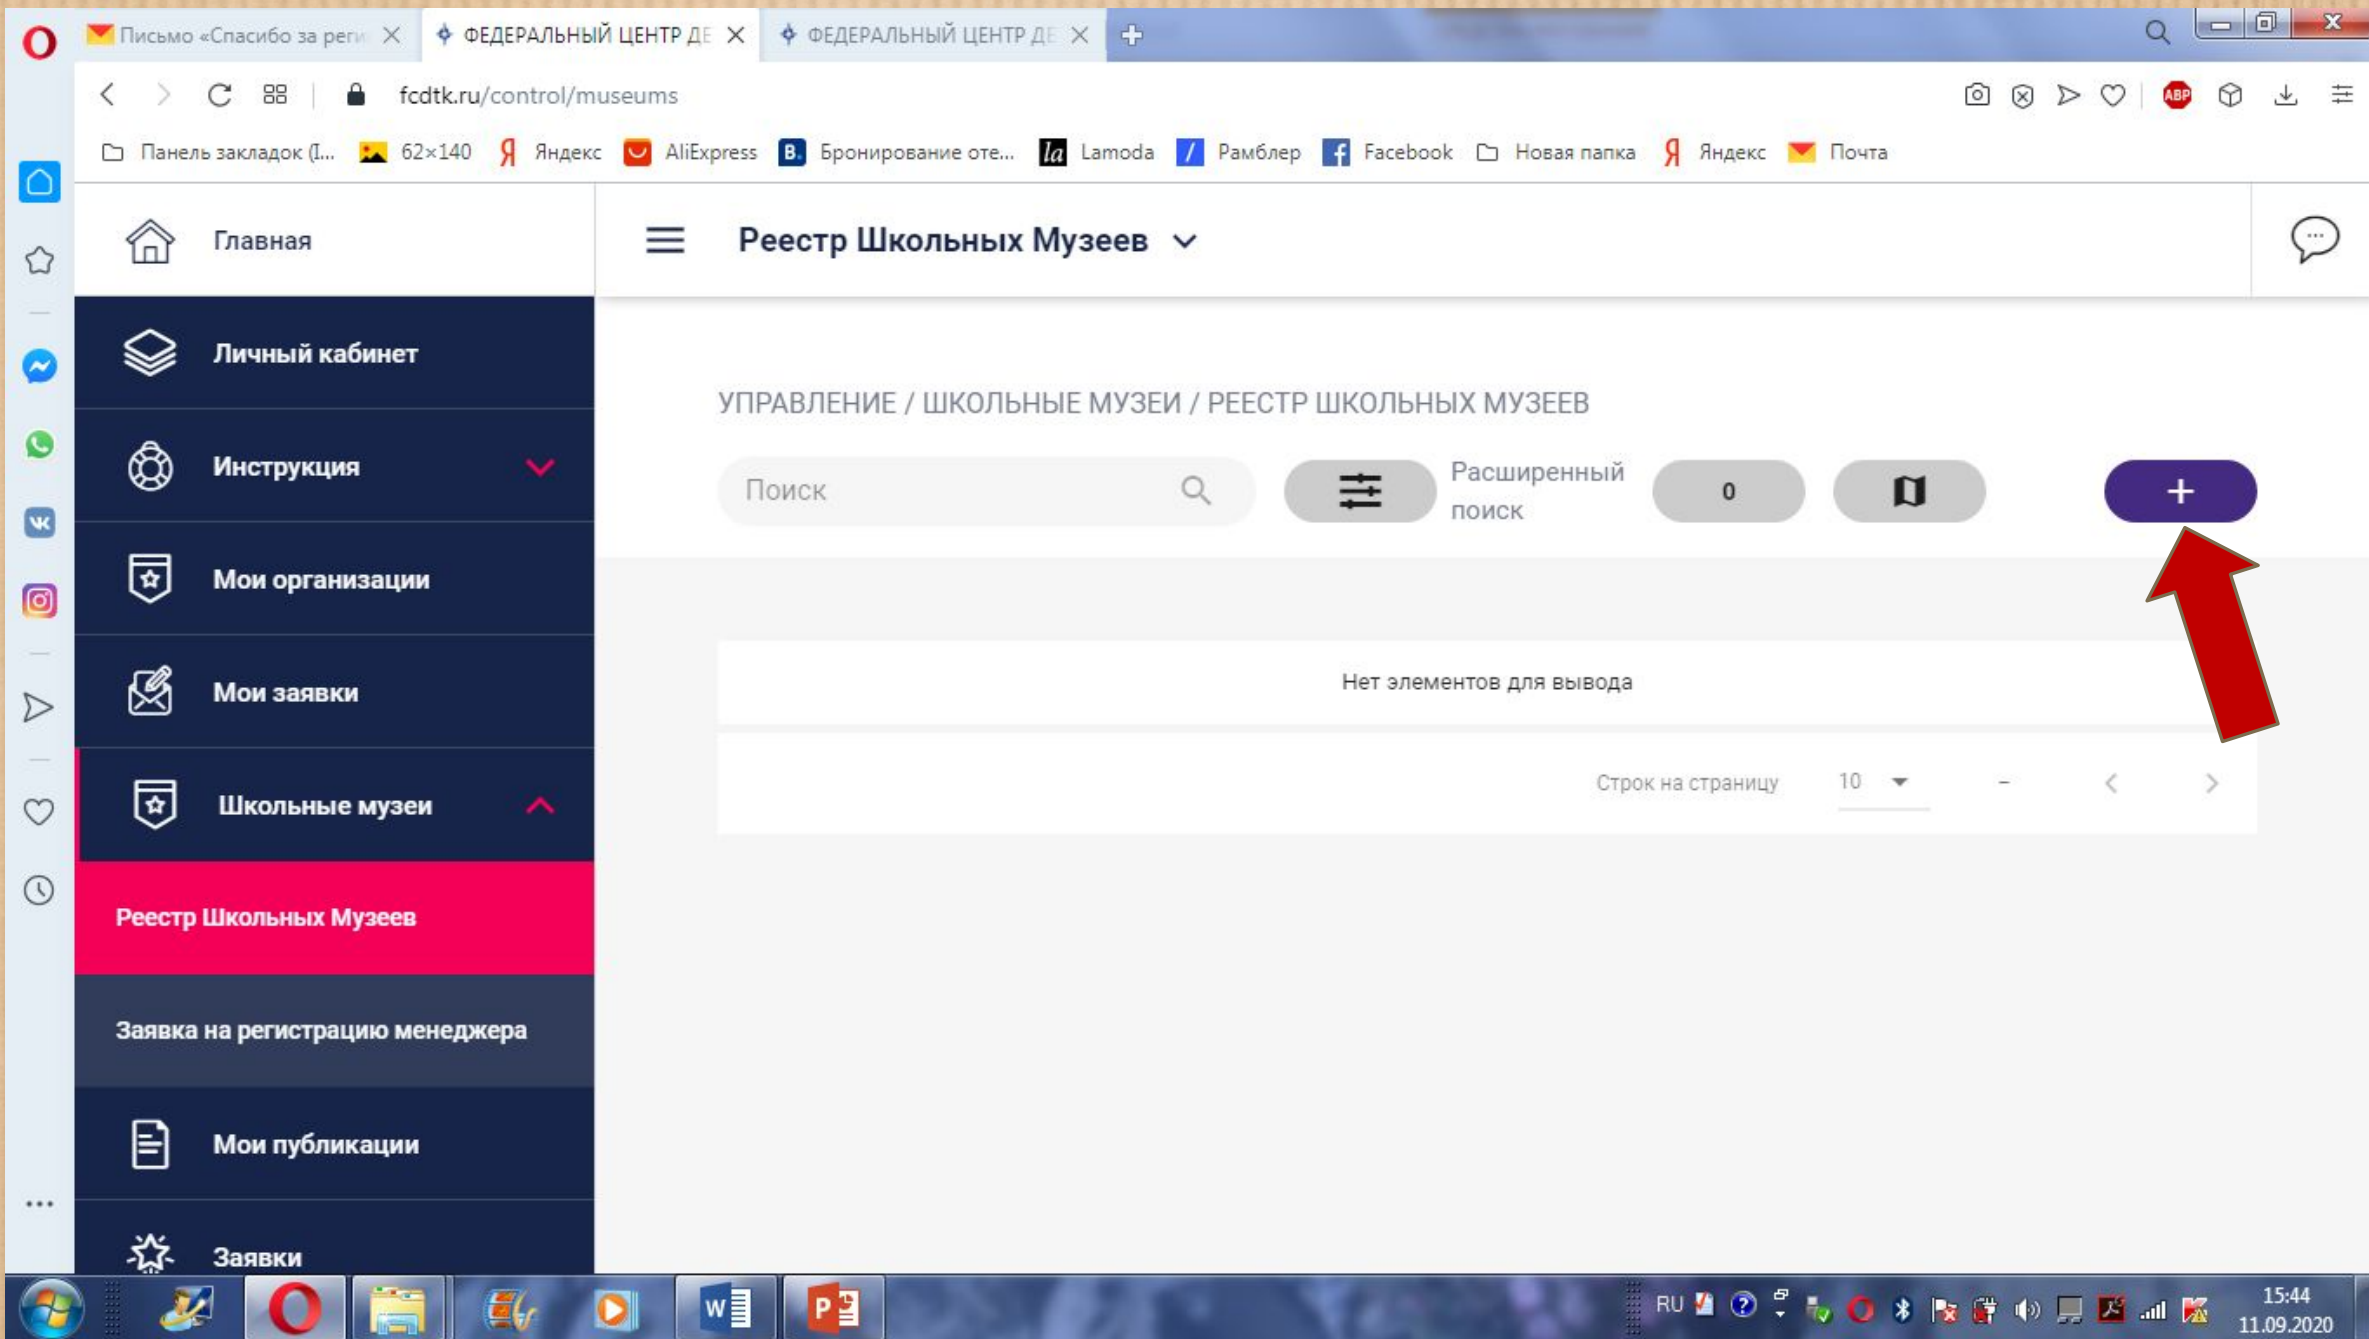 Письмо «Спасибо за реги
ФЕДЕРАЛЬНЫЙ ЦЕНТР ДЕ
ФЕДЕРАЛЬНЫЙ ЦЕНТР ДЕ
fcdtk.ru/control/museums
ABP
Панель закладок (I...
62×140
Яндекс
AliExpress
B.
Бронирование оте...
la
Lamoda
Рамблер
Facebook
Новая папка
Яндекс
Почта
Главная
Реестр Школьных Музеев
Личный кабинет
Инструкция
Мои организации
Мои заявки
Школьные музеи
Реестр Школьных Музеев
Заявка на регистрацию менеджера
Мои публикации
Заявки
УПРАВЛЕНИЕ / ШКОЛЬНЫЕ МУЗЕИ / РЕЕСТР ШКОЛЬНЫХ МУЗЕЕВ
Поиск
Расширенный
поиск
0
+
Нет элементов для вывода
Строк на страницу
10
–
RU
15:44
11.09.2020